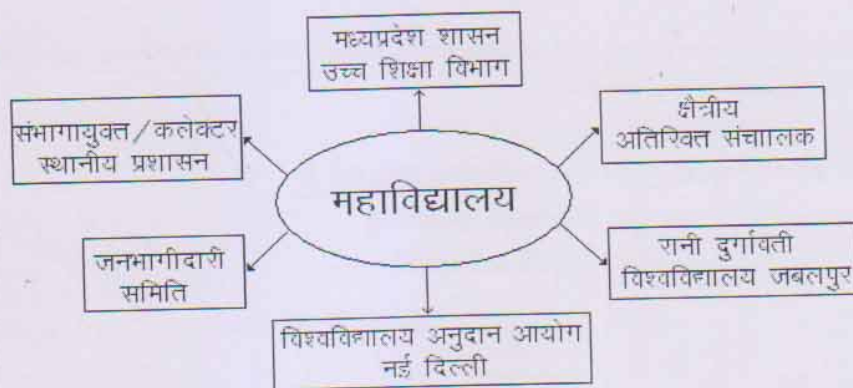 मध्यप्रदेश शासन
उच्च शिक्षा विभाग
संभागायुक्त/कलेक्टर
स्थानीय प्रशासन
क्षैत्रीय
अतिरिक्त संचाालक
महाविद्यालय
जनभागीदारी
समिति
रानी दुर्गावती
विश्वविद्यालय जबलपुर
विश्वविद्यालय अनुदान आयोग
नई दिल्ली